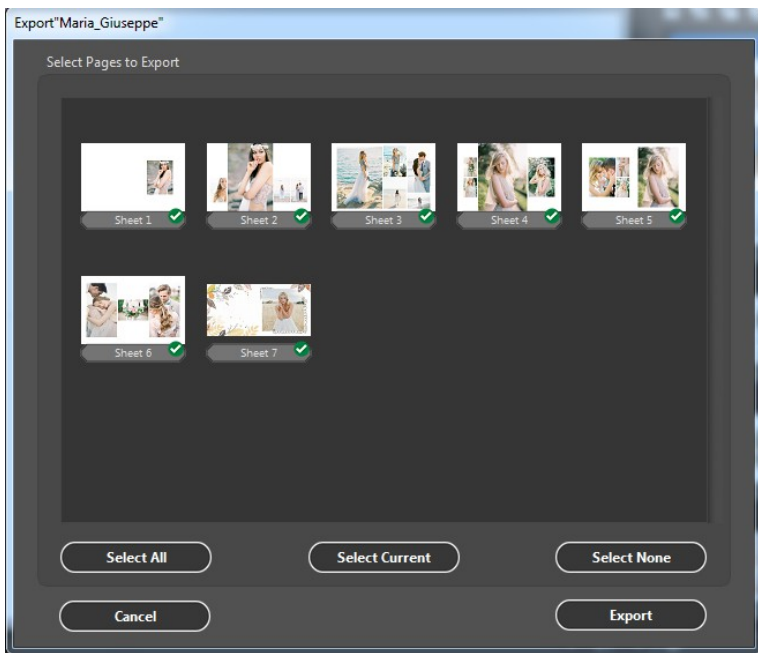 Export"Maria_Giuseppe"
Select Pages to Export
Sheet 1 Sheet 2 Sheet 3 Sheet 4 Sheet 5
Sheet 6 Sheet 7
Select All Select Current Select None
Cancel Export